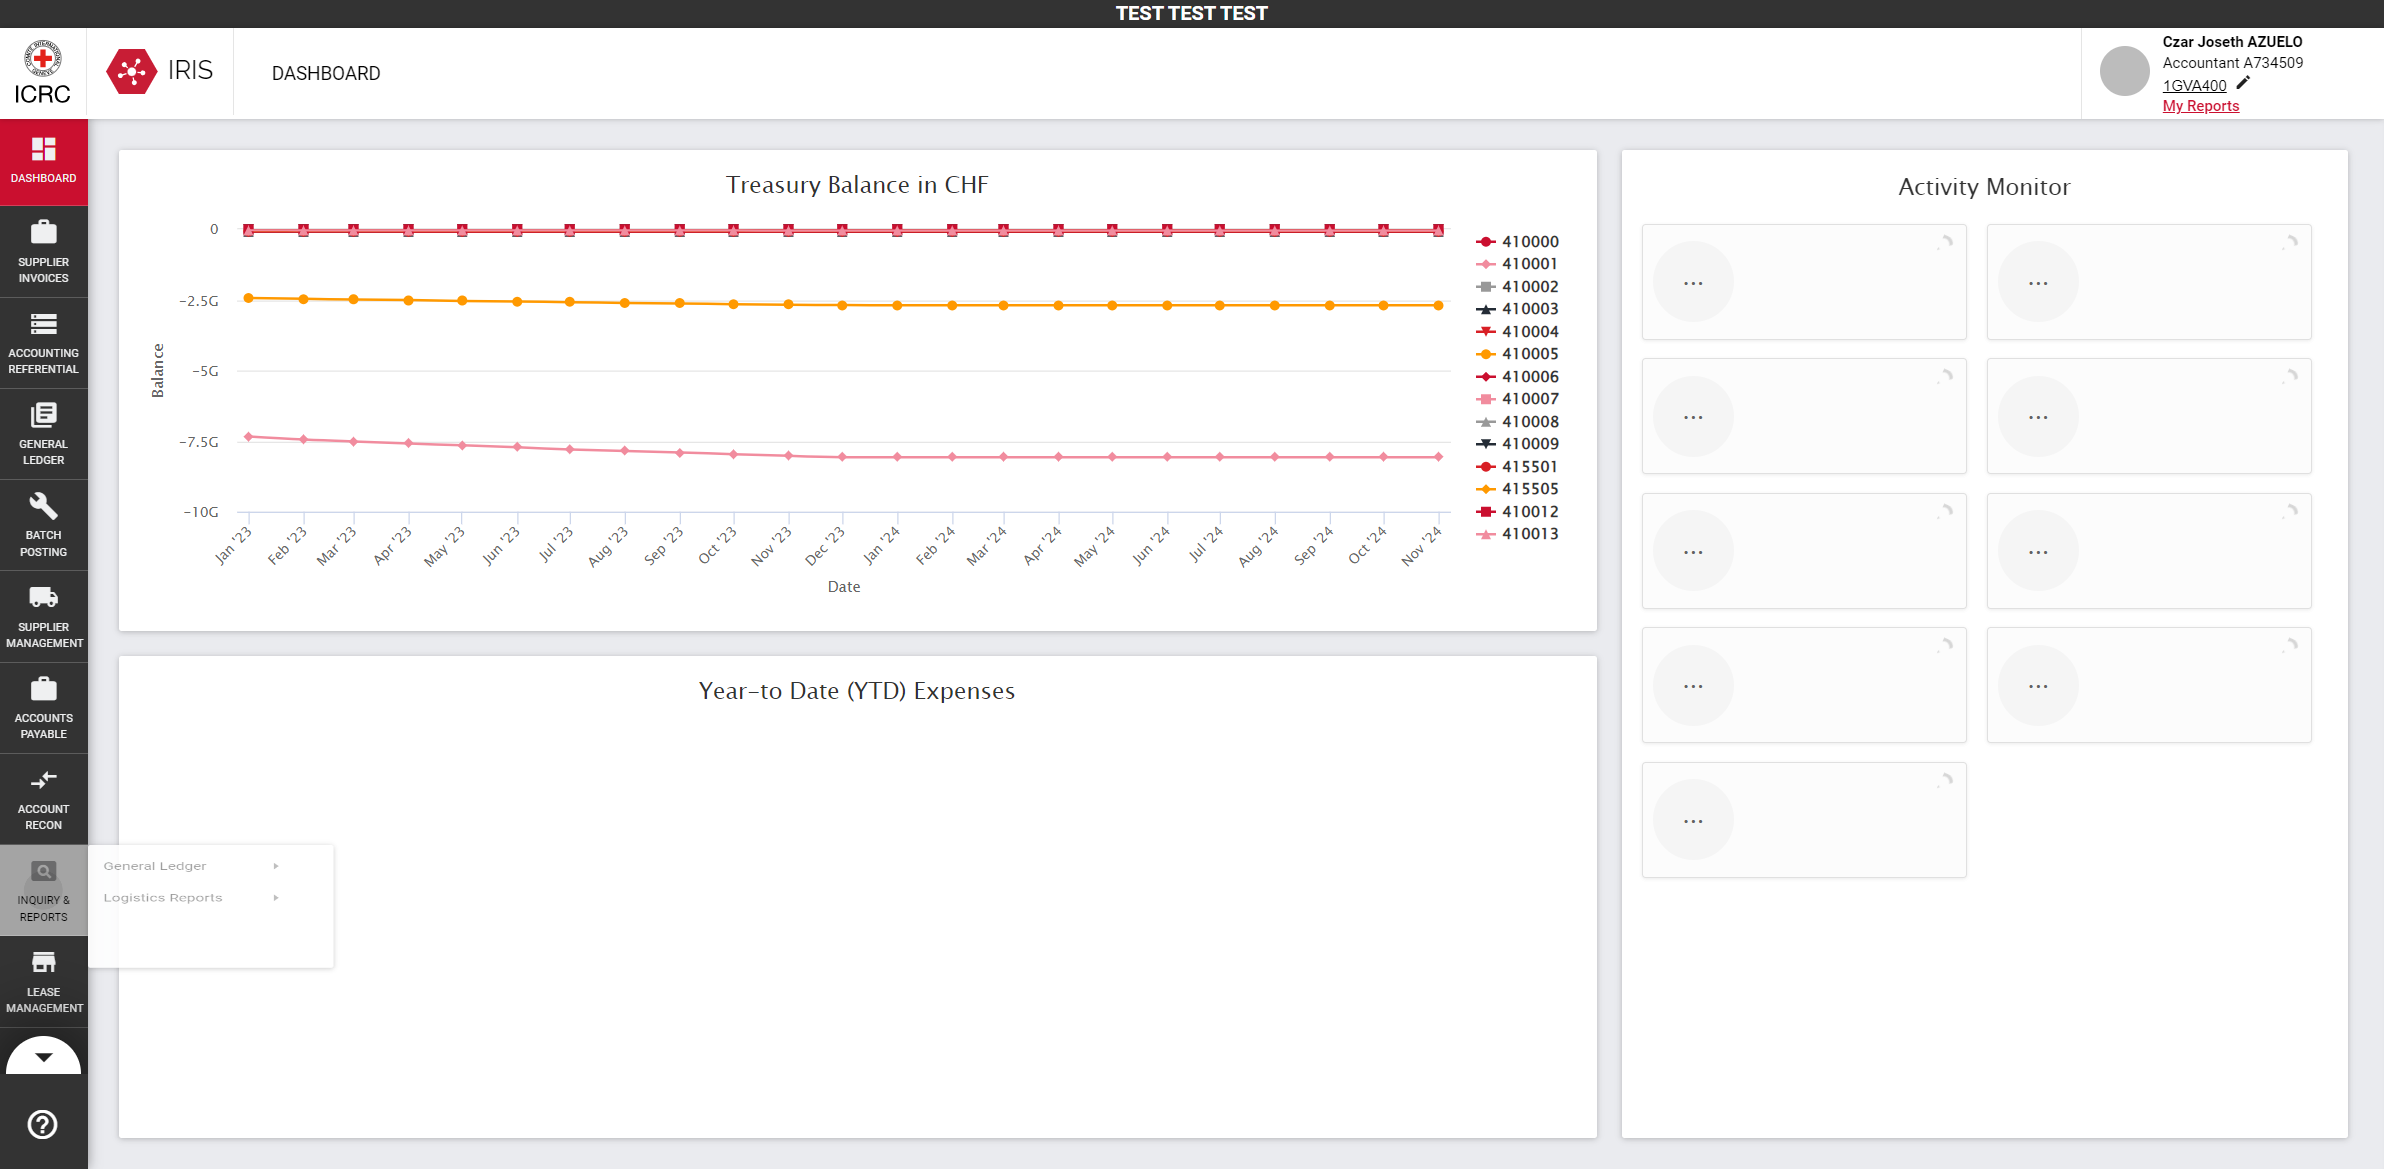 TEST TEST TEST
COMITE INTERNATIONAL GENEVE
ICRC
IRIS
DASHBOARD
Czar Joseth AZUELO
Accountant A734509
1GVA400
My Reports
DASHBOARD
SUPPLIER
INVOICES
ACCOUNTING
REFERENTIAL
GENERAL
LEDGER
BATCH
POSTING
SUPPLIER
MANAGEMENT
ACCOUNTS
PAYABLE
ACCOUNT
RECON
INQUIRY &
REPORTS
LEASE
MANAGEMENT
General Ledger
Logistics Reports
Treasury Balance in CHF
Balance
0
-2.5G
-5G
-7.5G
-10G
Jan '23
Feb '23
Mar '23
Apr '23
May '23
Jun '23
Jul '23
Aug '23
Sep '23
Oct '23
Nov '23
Dec '23
Jan '24
Feb '24
Mar '24
Apr '24
May '24
Jun '24
Jul '24
Aug '24
Sep '24
Oct '24
Nov '24
Date
410000
410001
410002
410003
410004
410005
410006
410007
410008
410009
415501
415505
410012
410013
Year-to Date (YTD) Expenses
Activity Monitor
...
...
...
...
...
...
...
...
...